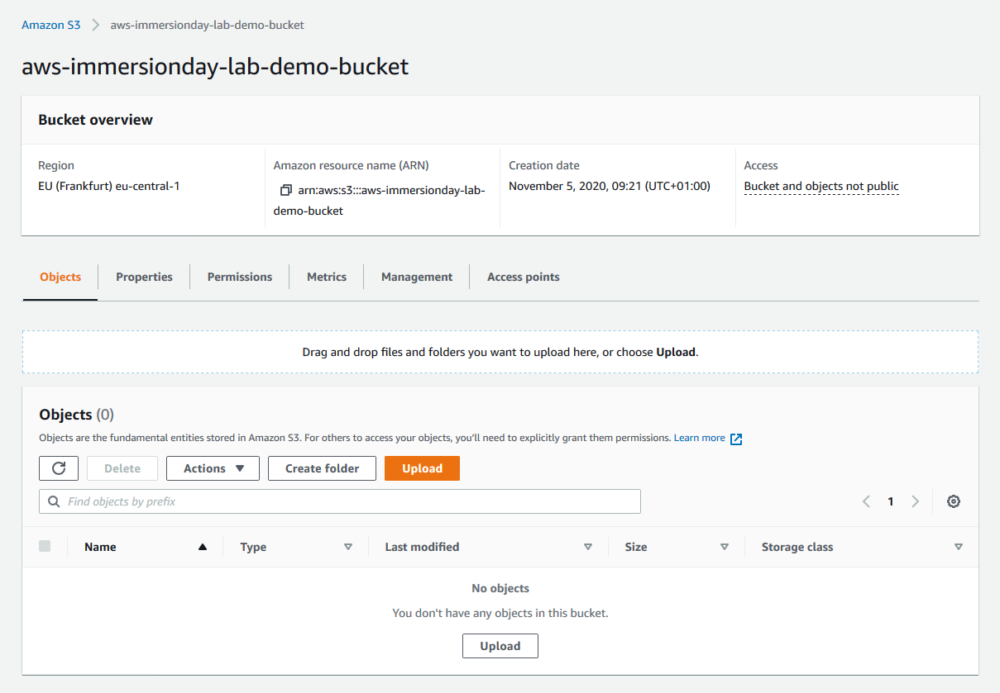 Amazon S3 > aws-immersionday-lab-demo-bucket
aws-immersionday-lab-demo-bucket
Bucket overview
Region
EU (Frankfurt) eu-central-1
Amazon resource name (ARN)
arn:aws:s3:::aws-immersionday-lab-
demo-bucket
Creation date
November 5, 2020, 09:21 (UTC+01:00)
Access
Bucket and objects not public
Objects Properties Permissions Metrics Management Access points
Drag and drop files and folders you want to upload here, or choose Upload.
Objects (0)
Objects are the fundamental entities stored in Amazon S3. For others to access your objects, you'll need to explicitly grant them permissions. Learn more
Delete Actions Create folder Upload
Find objects by prefix 1
Name Type Last modified Size Storage class
No objects
You don't have any objects in this bucket.
Upload